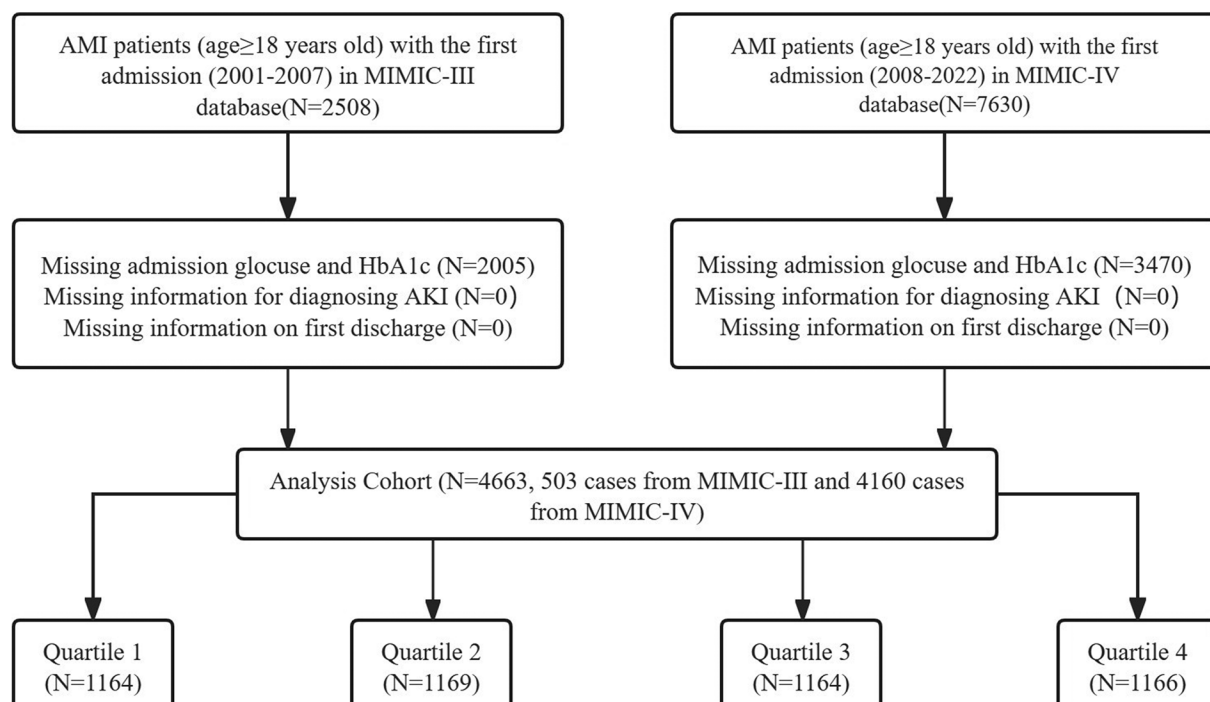 AMI patients (age≥18 years old) with the first
admission (2001-2007) in MIMIC-III
database(N=2508)
AMI patients (age≥18 years old) with the first
admission (2008-2022) in MIMIC-IV
database(N=7630)
Missing admission glocuse and HbA1c (N=2005)
Missing information for diagnosing AKI (N=0）
Missing information on first discharge (N=0)
Missing admission glocuse and HbA1c (N=3470)
Missing information for diagnosing AKI（N=0）
Missing information on first discharge (N=0)
Analysis Cohort (N=4663, 503 cases from MIMIC-III and 4160 cases
from MIMIC-IV)
Quartile 1
(N=1164)
Quartile 2
(N=1169)
Quartile 3
(N=1164)
Quartile 4
(N=1166)